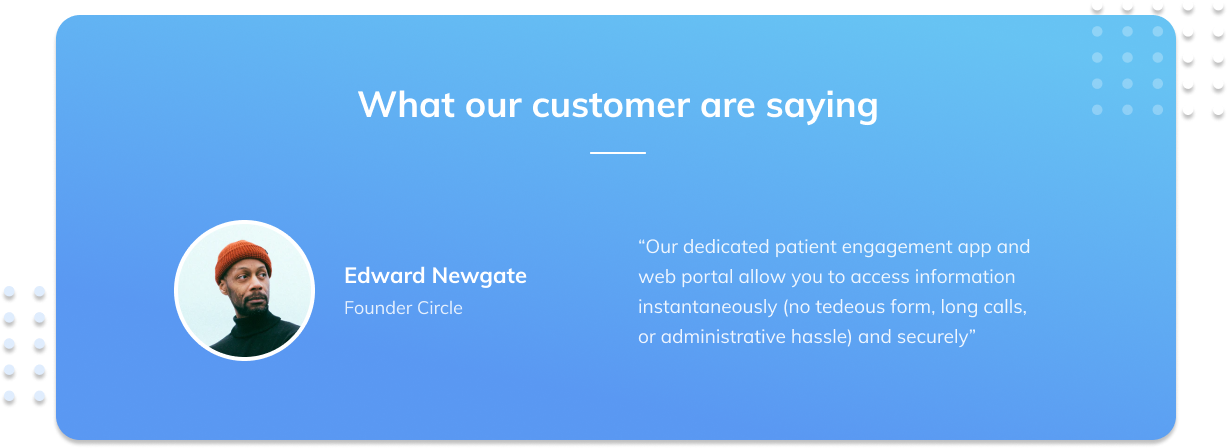 What our customer are saying
Edward Newgate
Founder Circle
“Our dedicated patient engagement app and
web portal allow you to access information
instantaneously (no tedeous form, long calls,
or administrative hassle) and securely”